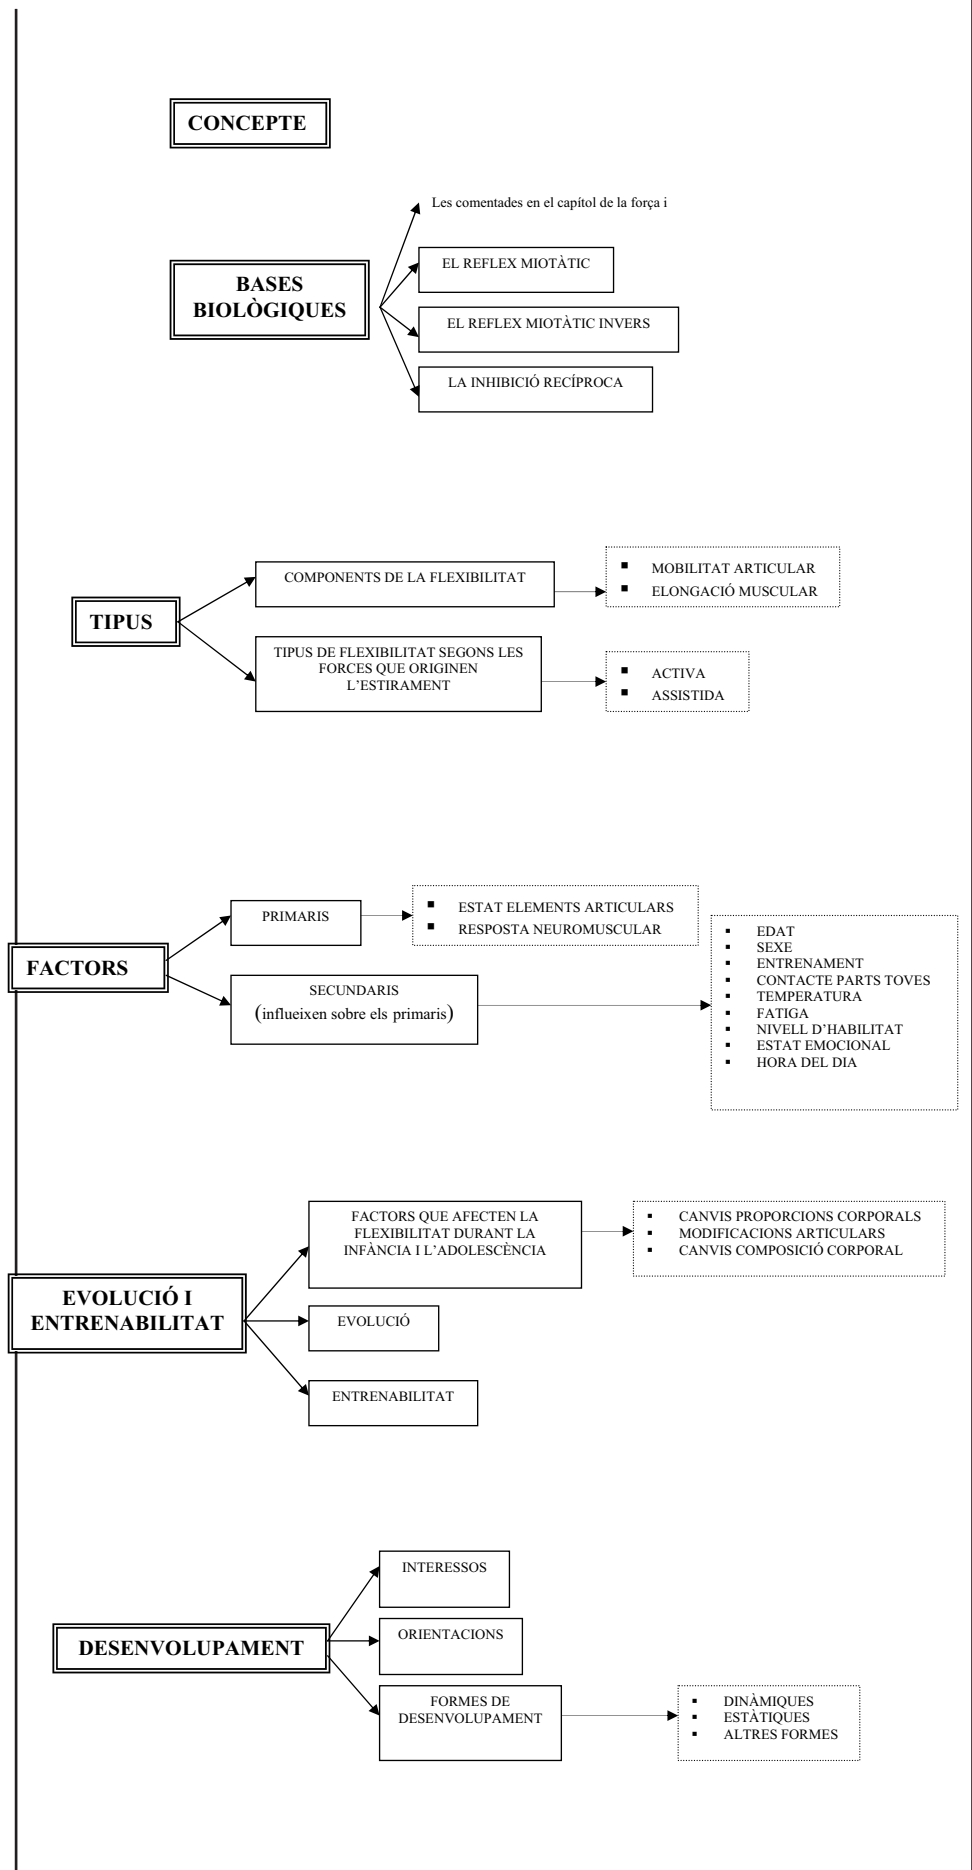 CONCEPTE
Les comentades en el capítol de la força i
BASES
BIOLÒGIQUES
EL REFLEX MIOTÀTIC
EL REFLEX MIOTÀTIC INVERS
LA INHIBICIÓ RECÍPROCA
TIPUS
COMPONENTS DE LA FLEXIBILITAT
▪ MOBILITAT ARTICULAR
▪ ELONGACIÓ MUSCULAR
TIPUS DE FLEXIBILITAT SEGONS LES
FORCES QUE ORIGINEN
L’ESTIRAMENT
▪ ACTIVA
▪ ASSISTIDA
FACTORS
PRIMARIS
▪ ESTAT ELEMENTS ARTICULARS
▪ RESPOSTA NEUROMUSCULAR
SECUNDARIS
(influeixen sobre els primaris)
▪ EDAT
▪ SEXE
▪ ENTRENAMENT
▪ CONTACTE PARTS TOVES
▪ TEMPERATURA
▪ FATIGA
▪ NIVELL D’HABILITAT
▪ ESTAT EMOCIONAL
▪ HORA DEL DIA
EVOLUCIÓ I
ENTRENABILITAT
FACTORS QUE AFECTEN LA
FLEXIBILITAT DURANT LA
INFÀNCIA I L’ADOLESCÈNCIA
▪ CANVIS PROPORCIONS CORPORALS
▪ MODIFICACIONS ARTICULARS
▪ CANVIS COMPOSICIÓ CORPORAL
EVOLUCIÓ
ENTRENABILITAT
DESENVOLUPAMENT
INTERESSOS
ORIENTACIONS
FORMES DE
DESENVOLUPAMENT
▪ DINÀMIQUES
▪ ESTÀTIQUES
▪ ALTRES FORMES